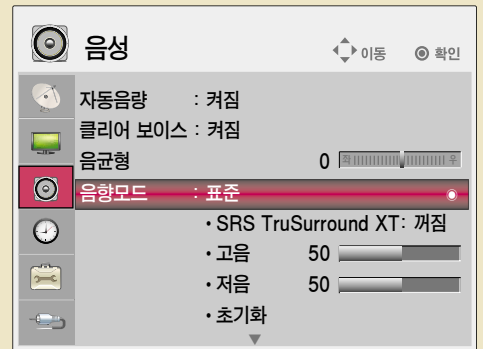 음성 이동 확인
자동음량 : 켜짐
클리어 보이스 : 켜짐
음균형 0 좌 우
음향모드 : 표준
• SRS TruSurround XT: 꺼짐
• 고음 50
• 저음 50
• 초기화